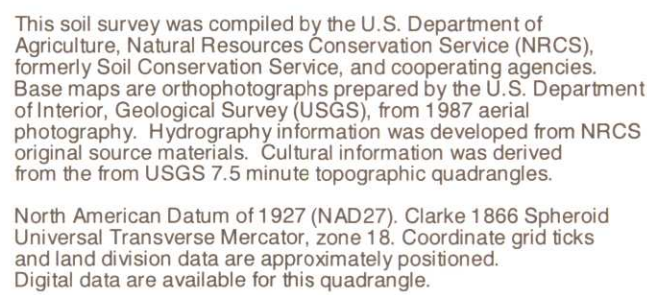 This soil survey was compiled by the U.S. Department of
Agriculture, Natural Resources Conservation Service (NRCS),
formerly Soil Conservation Service, and cooperating agencies.
Base maps are orthophotographs prepared by the U.S. Department
of Interior, Geological Survey (USGS), from 1987 aerial
photography.  Hydrography information was developed from NRCS
original source materials.  Cultural information was derived
from the from USGS 7.5 minute topographic quadrangles.

North American Datum of 1927 (NAD27). Clarke 1866 Spheroid
Universal Transverse Mercator, zone 18. Coordinate grid ticks
and land division data are approximately positioned.
Digital data are available for this quadrangle.